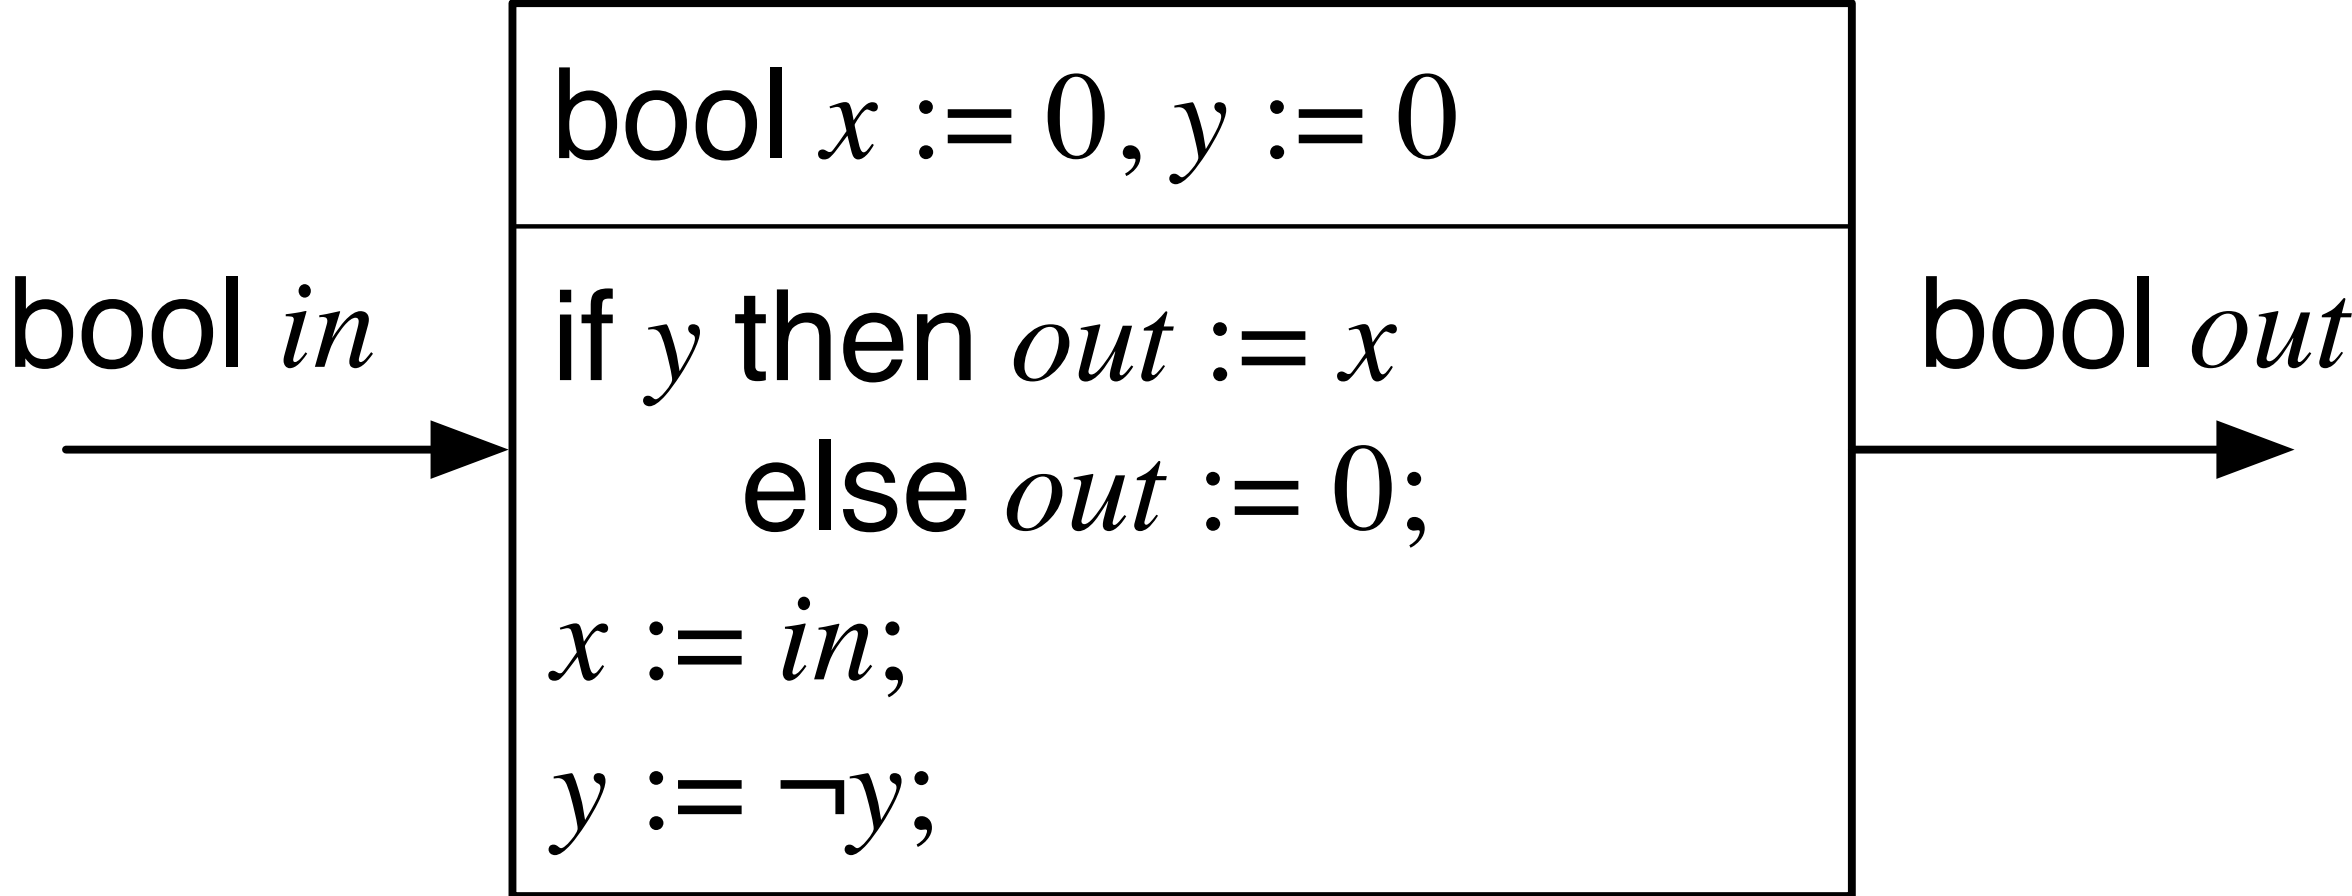 bool x := 0, y := 0
bool in
if y then out := x
else out := 0;
x := in;
y := ¬y;
bool out